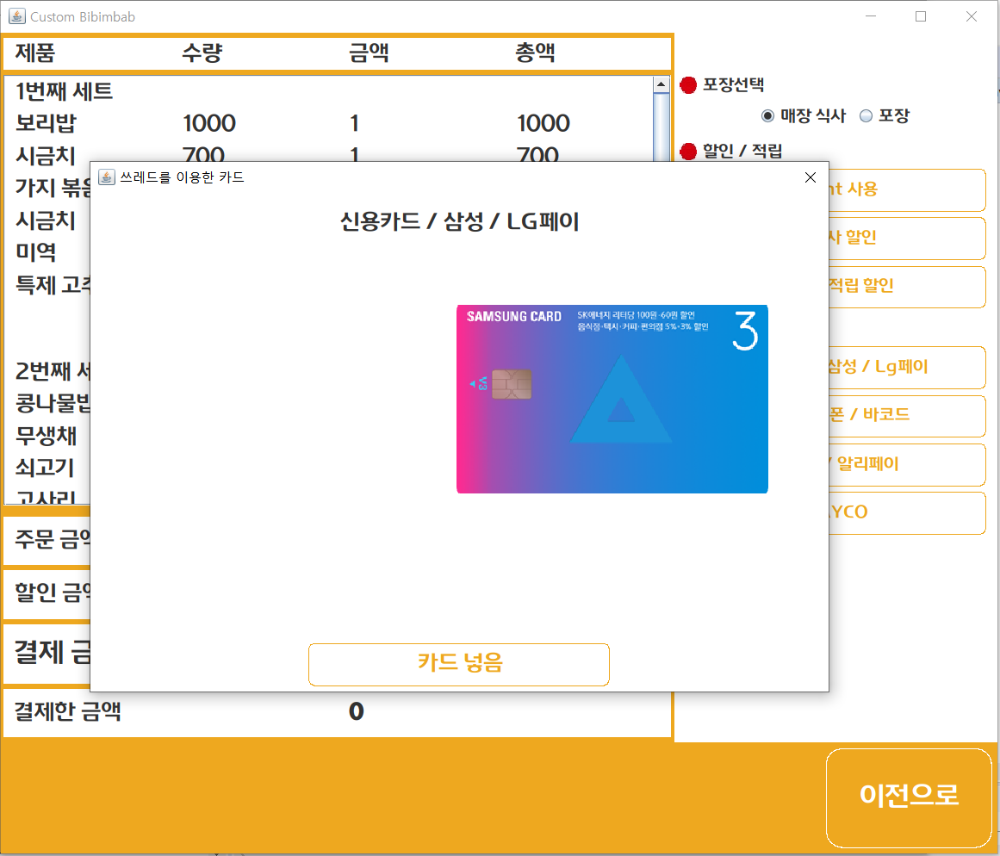 Custom Bibimbab
제품 수량 금액 총액
1번째 세트
보리밥 1000 1 1000
시금치 700 1 700
가지 볶음
시금치
미역
특제 고추
2번째 세
콩나물밥
무생채
쇠고기
고사리
주문 금액
할인 금액
결제 금
결제한 금액 0
포장선택
매장 식사 포장
할인 / 적립
nt 사용
사 할인
적립 할인
삼성 / Lg페이
폰 / 바코드
/ 알리페이
AYCO
이전으로
쓰레드를 이용한 카드
신용카드 / 삼성 / LG페이
SAMSUNG CARD
SK에너지 리터당 100원·60원 할인
음식점·택시·커피·편의점 5%·3% 할인
3
V3
카드 넣음